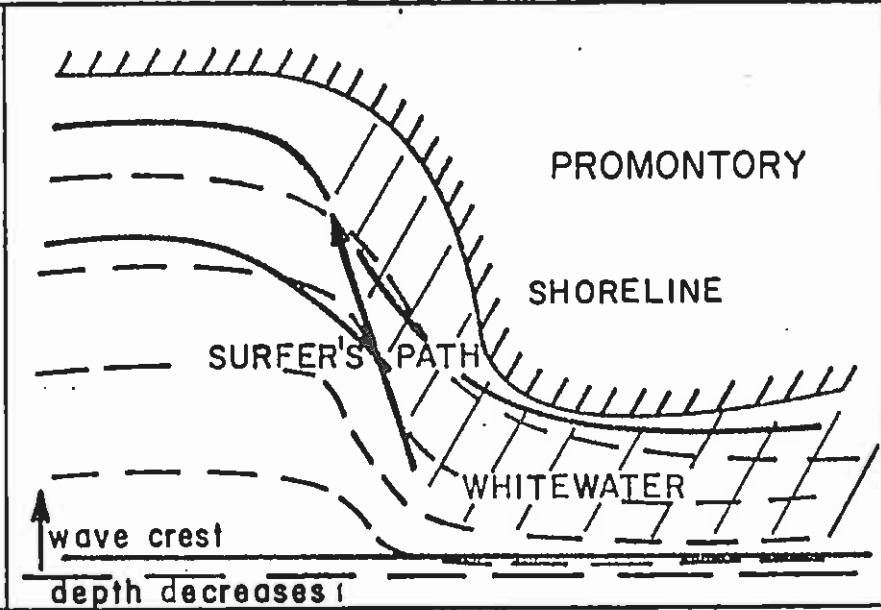 PROMONTORY
SHORELINE
SURFER'S PATH
WHITEWATER
wave crest
depth decreases